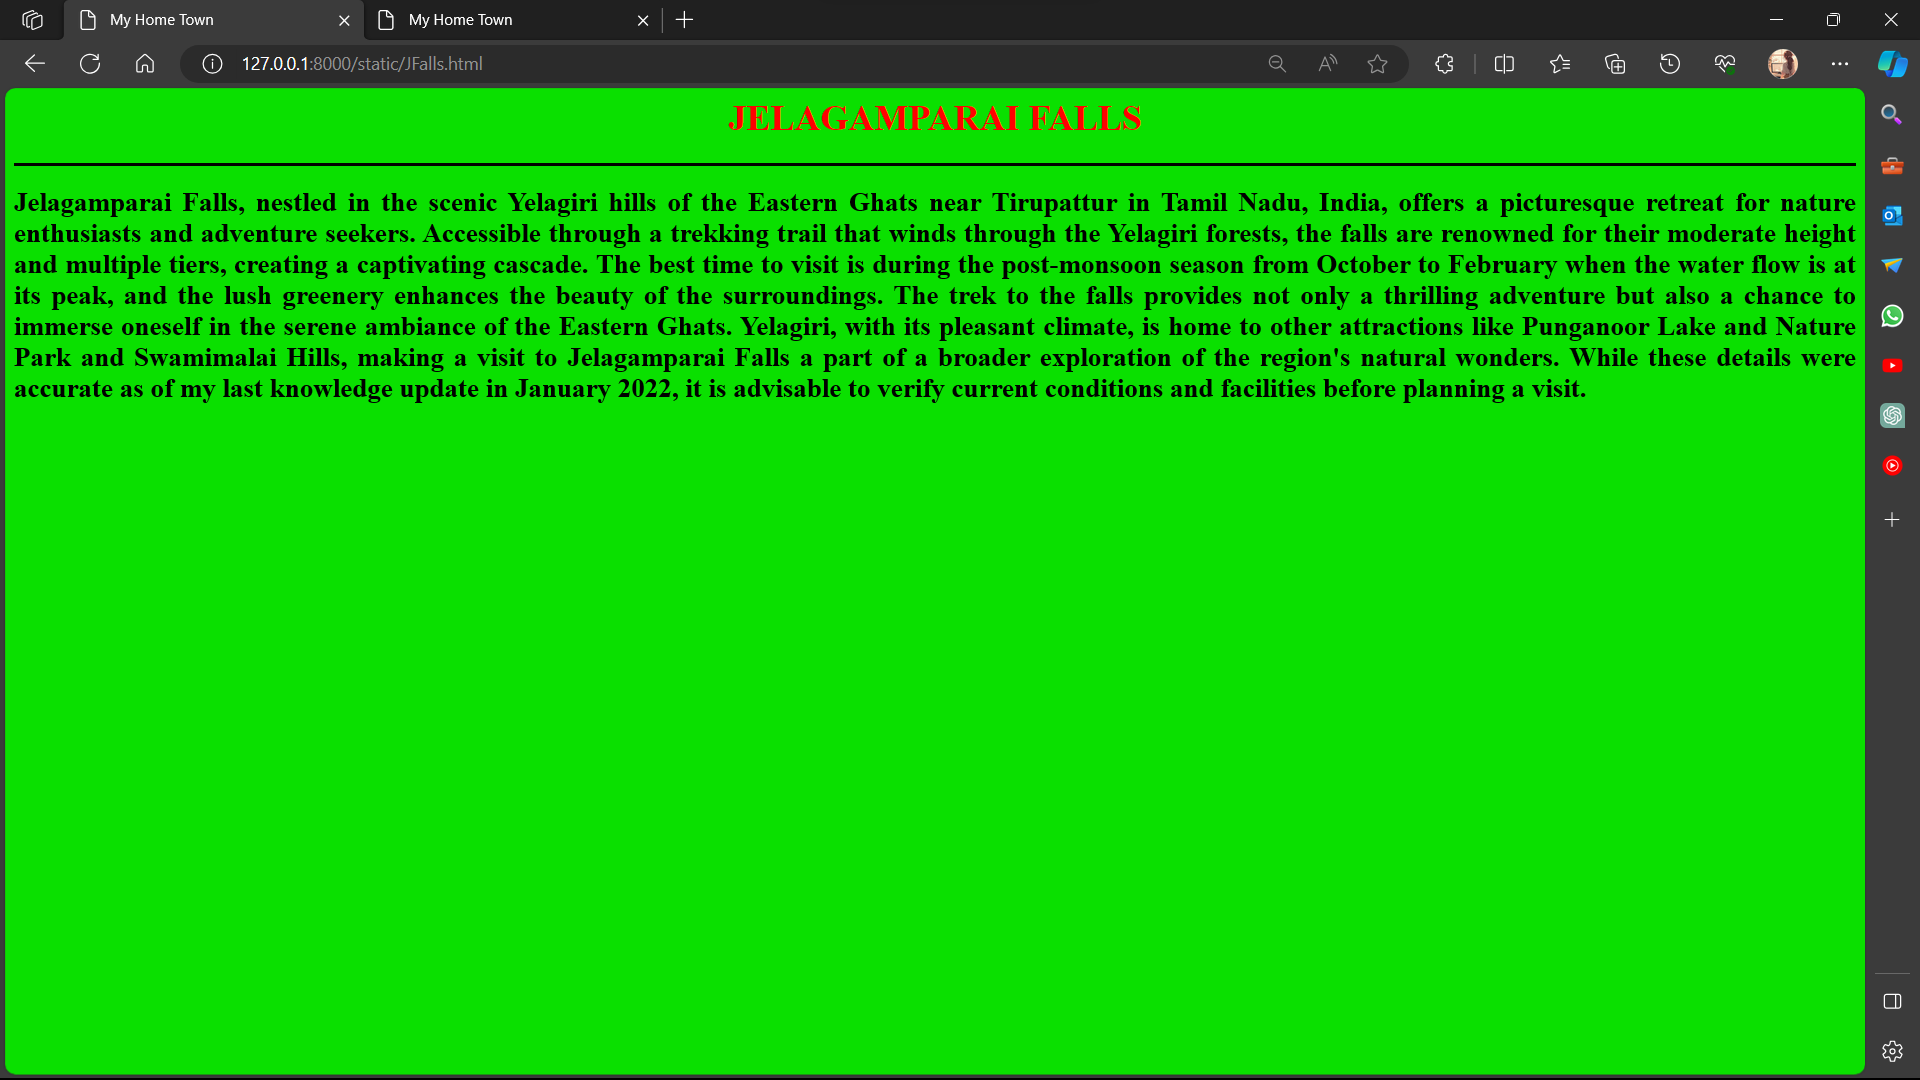 My Home Town
My Home Town
127.0.0.1:8000/static/JFalls.html
JELAGAMPARAI FALLS
Jelagamparai Falls, nestled in the scenic Yelagiri hills of the Eastern Ghats near Tirupattur in Tamil Nadu, India, offers a picturesque retreat for nature
enthusiasts and adventure seekers. Accessible through a trekking trail that winds through the Yelagiri forests, the falls are renowned for their moderate height
and multiple tiers, creating a captivating cascade. The best time to visit is during the post-monsoon season from October to February when the water flow is at
its peak, and the lush greenery enhances the beauty of the surroundings. The trek to the falls provides not only a thrilling adventure but also a chance to
immerse oneself in the serene ambiance of the Eastern Ghats. Yelagiri, with its pleasant climate, is home to other attractions like Punganoor Lake and Nature
Park and Swamimalai Hills, making a visit to Jelagamparai Falls a part of a broader exploration of the region's natural wonders. While these details were
accurate as of my last knowledge update in January 2022, it is advisable to verify current conditions and facilities before planning a visit.